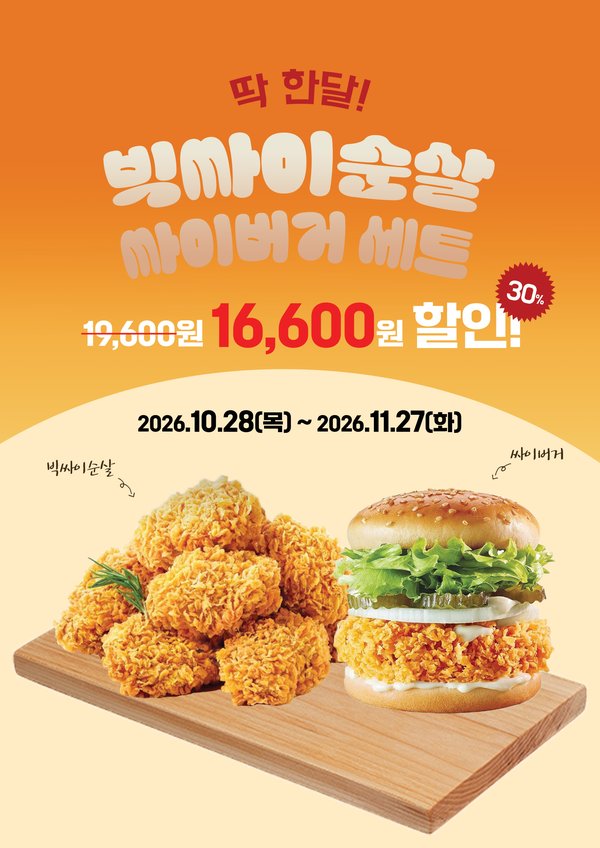 딱 한달!
빅싸이순살
싸이버거 세트
30%
19,600원 16,600원 할인!
2026.10.28(목) ~ 2026.11.27(화)
빅싸이순살
싸이버거